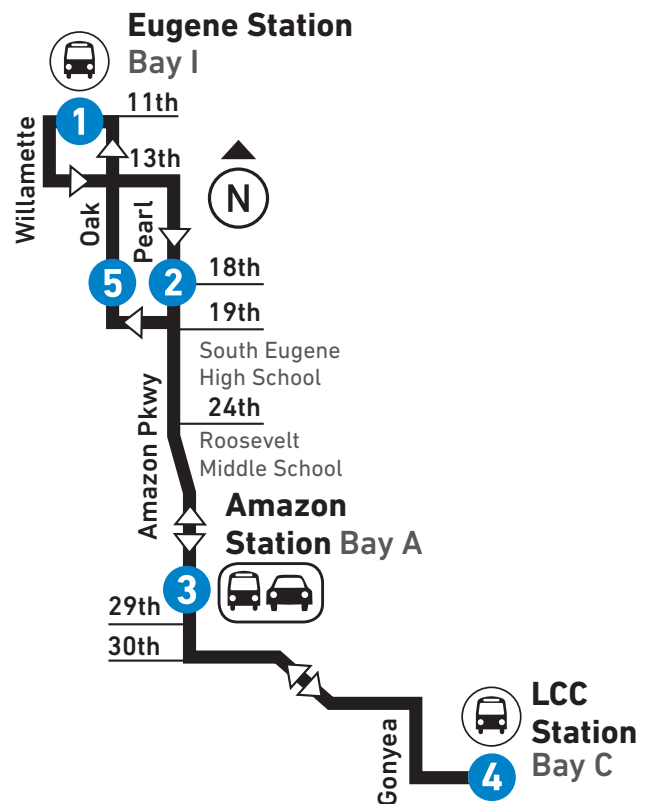 Eugene Station
Bay I
1
11th
Willamette
13th
Oak
Pearl
N
5
2
18th
19th
South Eugene
High School
24th
Amazon Pkwy
Roosevelt
Middle School
Amazon
Station Bay A
3
29th
30th
LCC
Station
Bay C
Gonyea
4